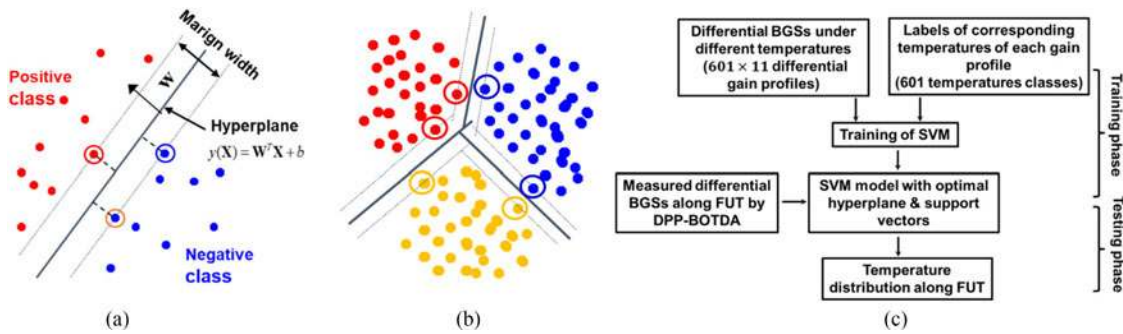 Marign width
W
Positive
class
Hyperplane
y(X) = W^T X + b
Negative
class
(a)
(b)
Differential BGSs under
different temperatures
(601 × 11 differential
gain profiles)
Labels of corresponding
temperatures of each gain
profile
(601 temperatures classes)
Training of SVM
Measured differential
BGSs along FUT by
DPP-BOTDA
SVM model with optimal
hyperplane & support
vectors
Temperature
distribution along FUT
Training phase
Testing phase
(c)